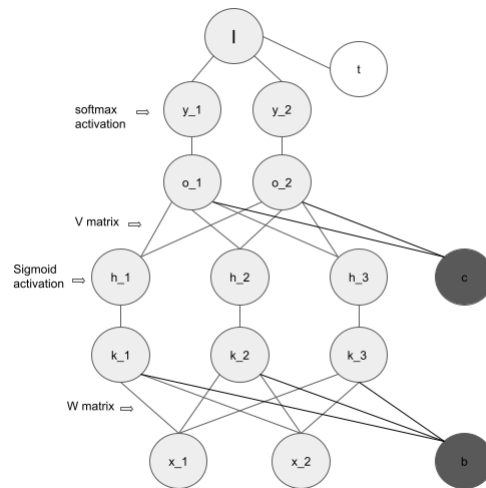 l
t
softmax
activation
y_1 y_2
o_1 o_2
V matrix
Sigmoid
activation
h_1 h_2 h_3 c
k_1 k_2 k_3
W matrix
x_1 x_2 b